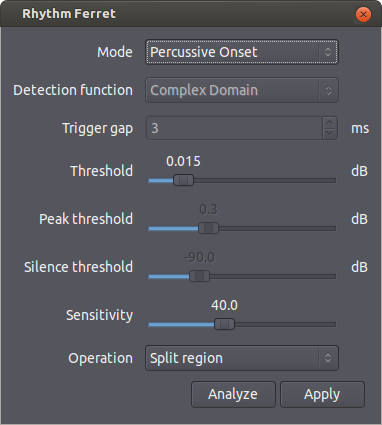 Rhythm Ferret
Mode Percussive Onset
Detection function Complex Domain
Trigger gap 3 ms
0.015
Threshold dB
0.3
Peak threshold dB
-90.0
Silence threshold dB
40.0
Sensitivity
Operation Split region
Analyze Apply